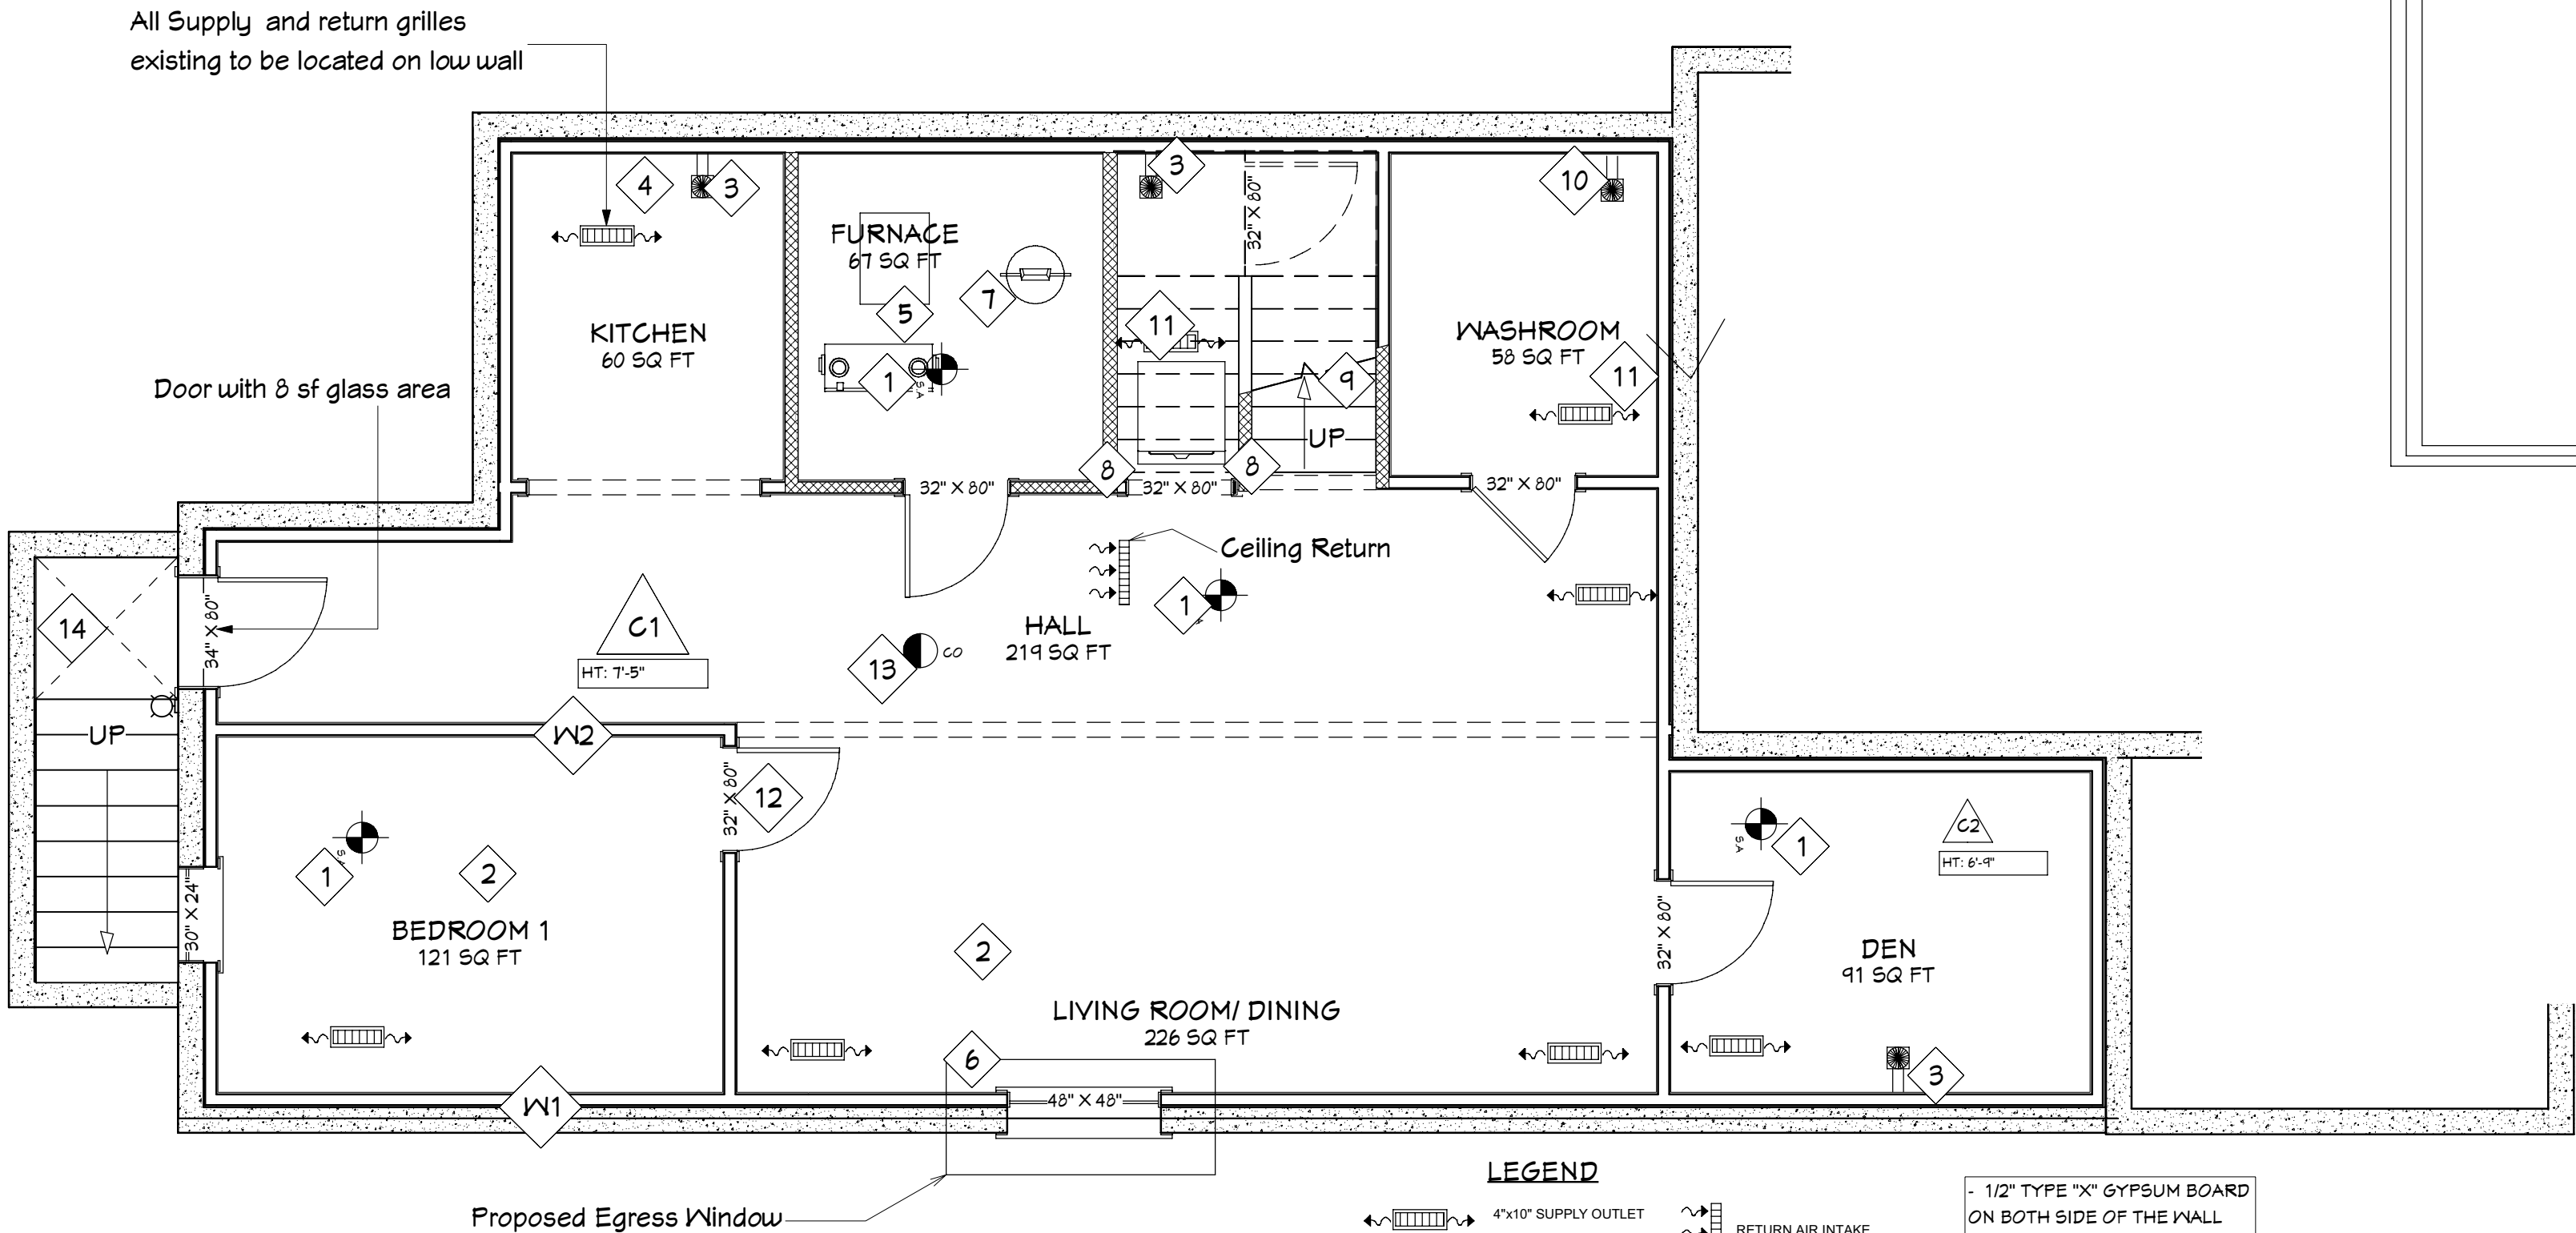 All Supply and return grilles
existing to be located on low wall
4
3
3
10
32" X 80"
FURNACE
67 SQ FT
7
5
KITCHEN
60 SQ FT
11
WASHROOM
58 SQ FT
11
9
1
S.A
Door with 8 sf glass area
UP
8
8
32" X 80"
32" X 80"
32" X 80"
Ceiling Return
14
34" X 80"
C1
HT: 7'-5"
1
HALL
219 SQ FT
13
CO
UP
W2
32" X 80"
12
1
S.A
2
S.A
1
C2
HT: 6'-9"
30" X 24"
BEDROOM 1
121 SQ FT
2
32" X 80"
DEN
91 SQ FT
LIVING ROOM/ DINING
226 SQ FT
6
3
W1
48" X 48"
Proposed Egress Window
LEGEND
4"x10" SUPPLY OUTLET
RETURN AIR INTAKE
- 1/2" TYPE "X" GYPSUM BOARD
ON BOTH SIDE OF THE WALL